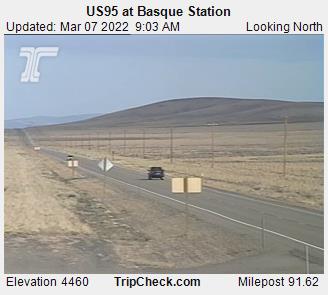 US95 at Basque Station
Updated: Mar 07 2022 9:03 AM Looking North
Elevation 4460 TripCheck.com Milepost 91.62